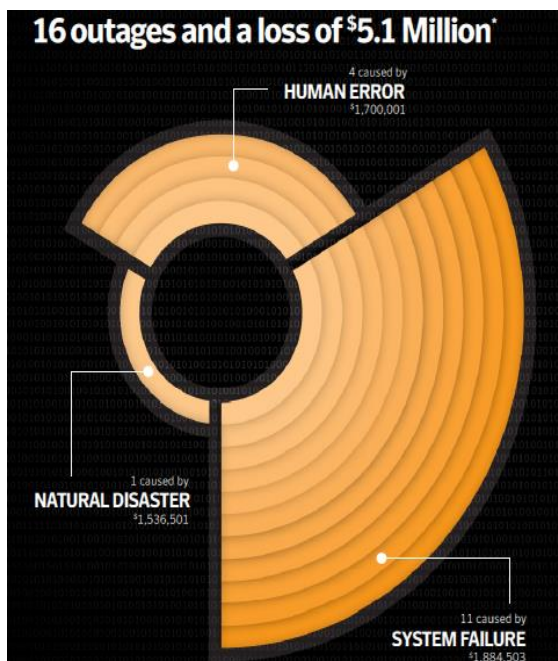 16 outages and a loss of $5.1 Million*
4 caused by
HUMAN ERROR
$1,700,001
1 caused by
NATURAL DISASTER
$1,536,501
11 caused by
SYSTEM FAILURE
$1,884,503